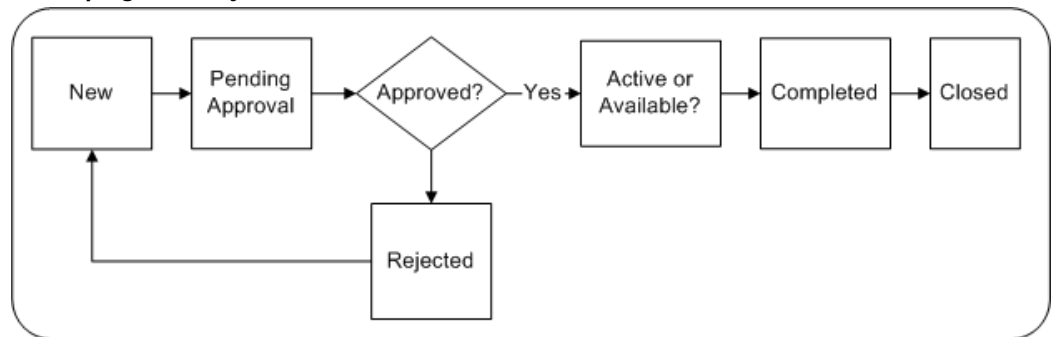 New
Pending
Approval
Approved?
Yes
Active or
Available?
Completed
Closed
Rejected